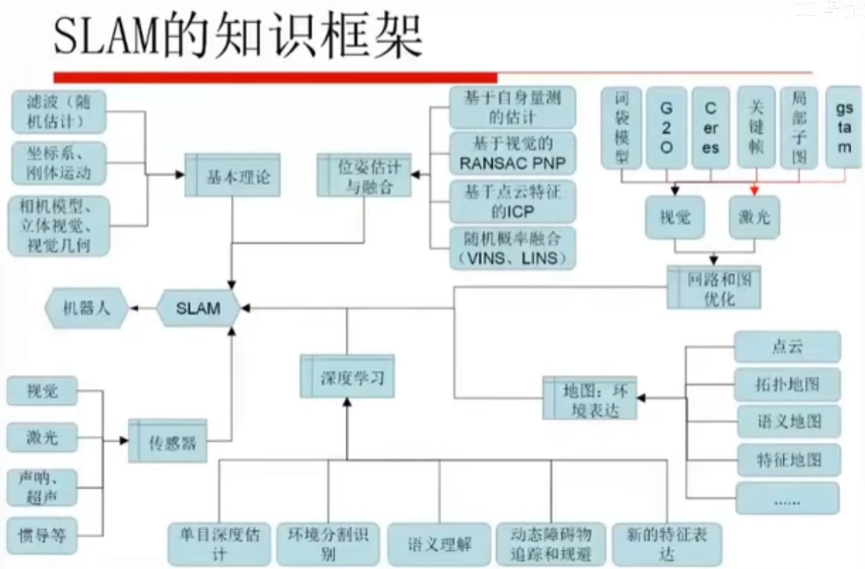 SLAM的知识框架
滤波（随
机估计）
坐标系、
刚体运动
相机模型、
立体视觉、
视觉几何
基本理论
位姿估计
与融合
基于自身量测
的估计
基于视觉的
RANSAC PNP
基于点云特征
的ICP
随机概率融合
（VINS、LINS）
词
袋
模
型
G
2
O
C
er
es
关
键
帧
局
部
子
图
gs
ta
m
视觉
激光
回路和图
优化
机器人
SLAM
深度学习
地图：环
境表达
点云
拓扑地图
语义地图
特征地图
……
视觉
激光
声呐、
超声
惯导等
传感器
单目深度估
计
环境分割识
别
语义理解
动态障碍物
追踪和规避
新的特征表
达